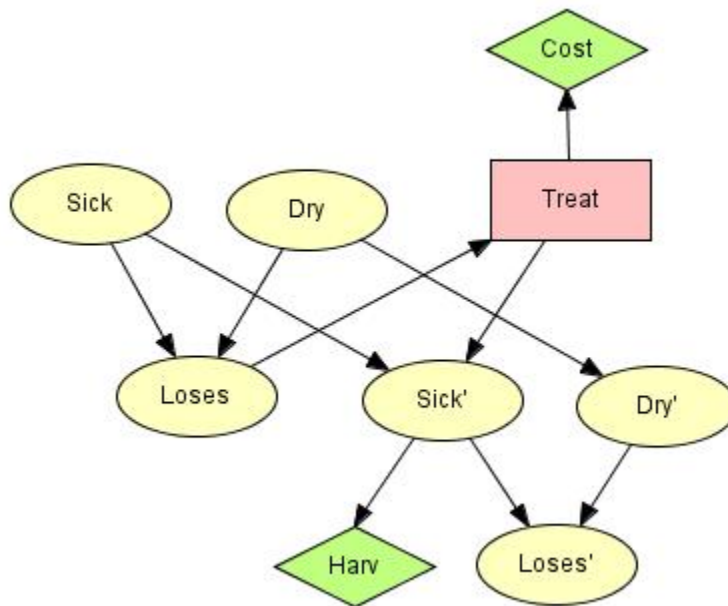 Cost
Sick
Dry
Treat
Loses
Sick'
Dry'
Harv
Loses'